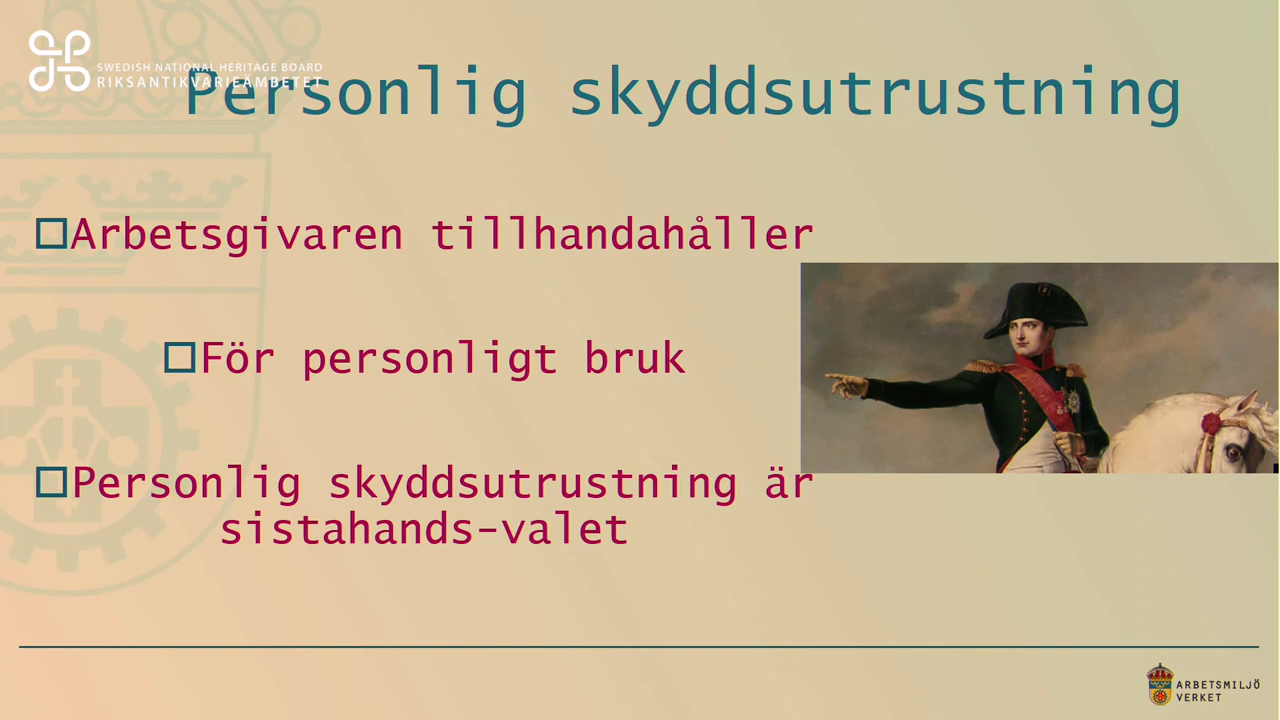 SWEDISH NATIONAL HERITAGE BOARD
RIKSANTIKVARIEÄMBETET
Personlig skyddsutrustning
Arbetsgivaren tillhandahåller
För personligt bruk
Personlig skyddsutrustning är
sistahands-valet
ARBETSMILJÖ
VERKET